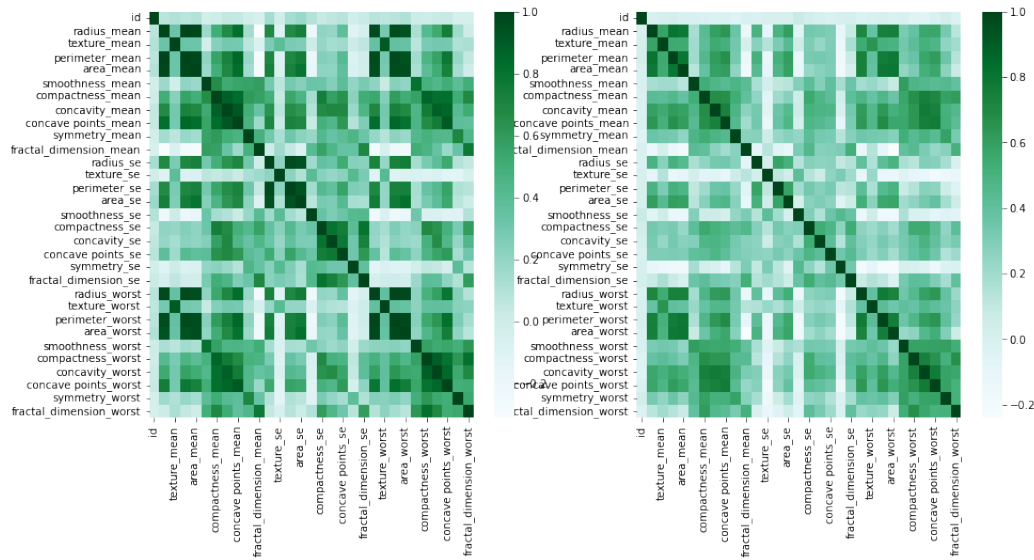 id
radius_mean
texture_mean
perimeter_mean
area_mean
smoothness_mean
compactness_mean
concavity_mean
concave points_mean
symmetry_mean
fractal_dimension_mean
radius_se
texture_se
perimeter_se
area_se
smoothness_se
compactness_se
concavity_se
concave points_se
symmetry_se
fractal_dimension_se
radius_worst
texture_worst
perimeter_worst
area_worst
smoothness_worst
compactness_worst
concavity_worst
concave points_worst
symmetry_worst
fractal_dimension_worst
id
texture_mean
area_mean
compactness_mean
concave points_mean
fractal_dimension_mean
texture_se
area_se
compactness_se
concave points_se
fractal_dimension_se
texture_worst
area_worst
compactness_worst
concave points_worst
fractal_dimension_worst
1.0
0.8
0.6
0.4
0.2
0.0
0.2
id
radius_mean
texture_mean
perimeter_mean
area_mean
smoothness_mean
compactness_mean
concavity_mean
concave points_mean
symmetry_mean
fractal_dimension_mean
radius_se
texture_se
perimeter_se
area_se
smoothness_se
compactness_se
concavity_se
concave points_se
symmetry_se
fractal_dimension_se
radius_worst
texture_worst
perimeter_worst
area_worst
smoothness_worst
compactness_worst
concavity_worst
concave points_worst
symmetry_worst
fractal_dimension_worst
id
texture_mean
area_mean
compactness_mean
concave points_mean
fractal_dimension_mean
texture_se
area_se
compactness_se
concave points_se
fractal_dimension_se
texture_worst
area_worst
compactness_worst
concave points_worst
fractal_dimension_worst
1.0
0.8
0.6
0.4
0.2
0.0
−0.2